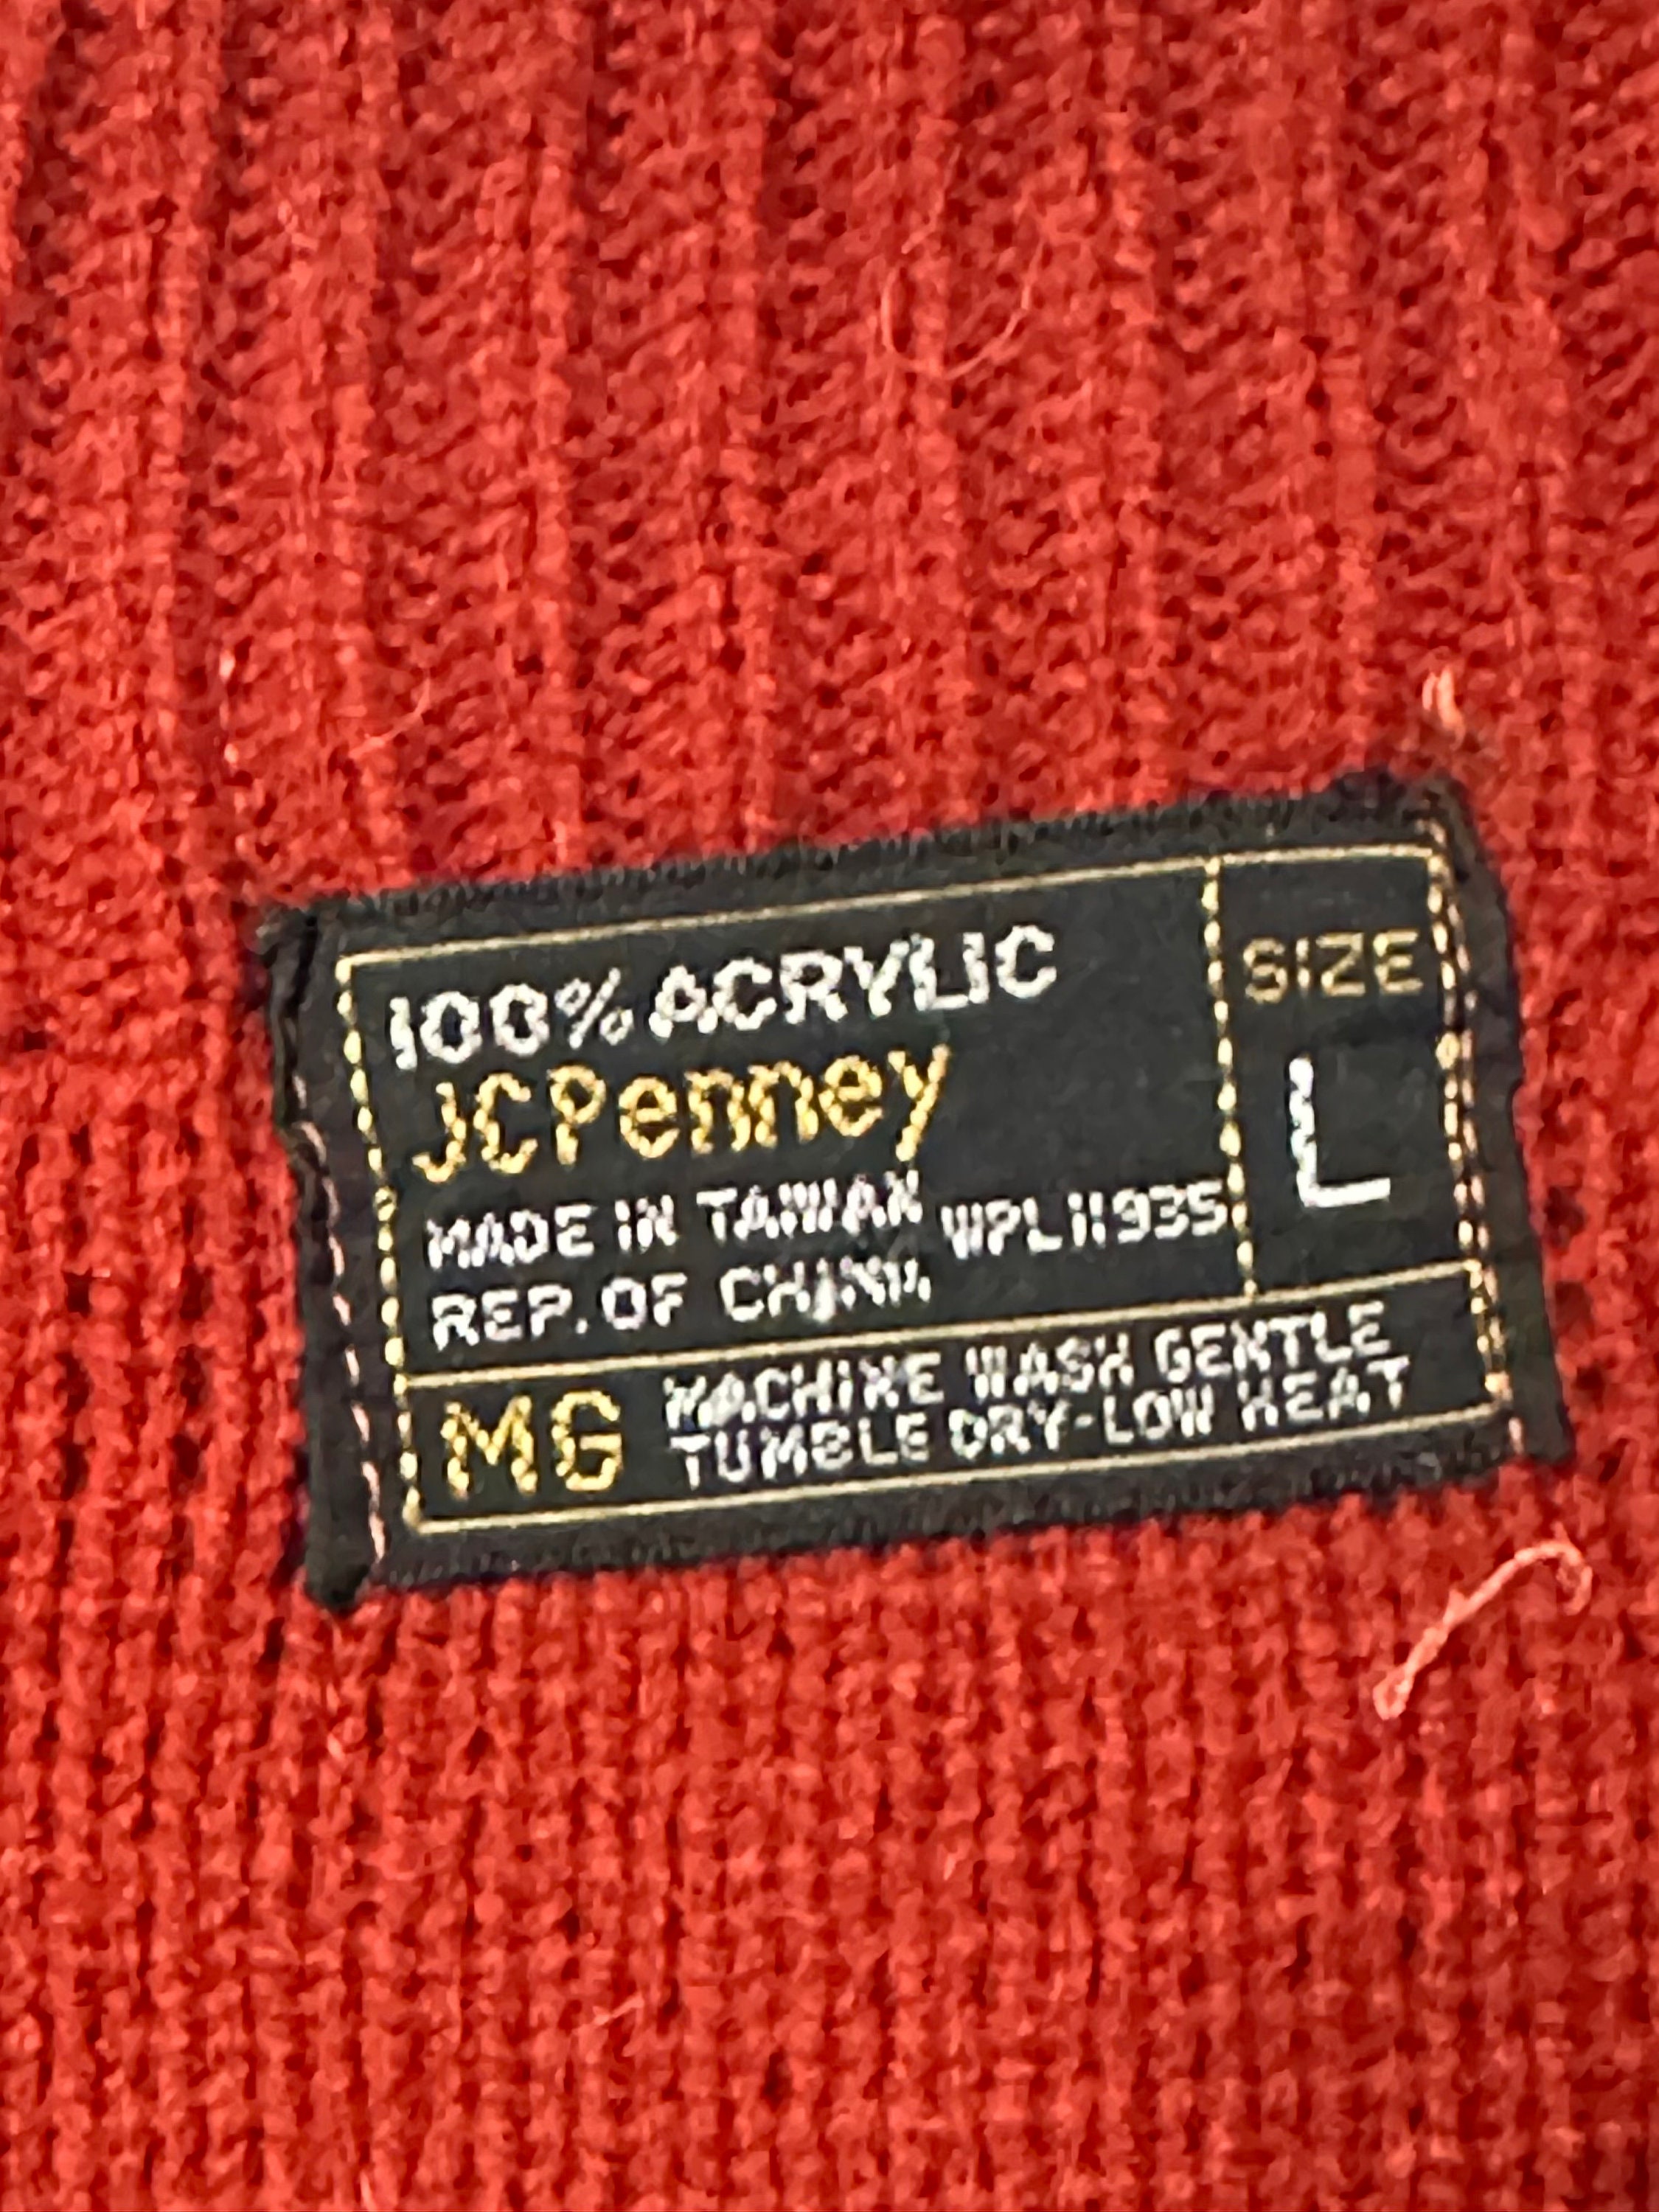 100% ACRYLIC
JCPenney
MADE IN TAIWAN
REP. OF CHINA
WPL11935
SIZE
L
MG
MACHINE WASH GENTLE
TUMBLE DRY-LOW HEAT